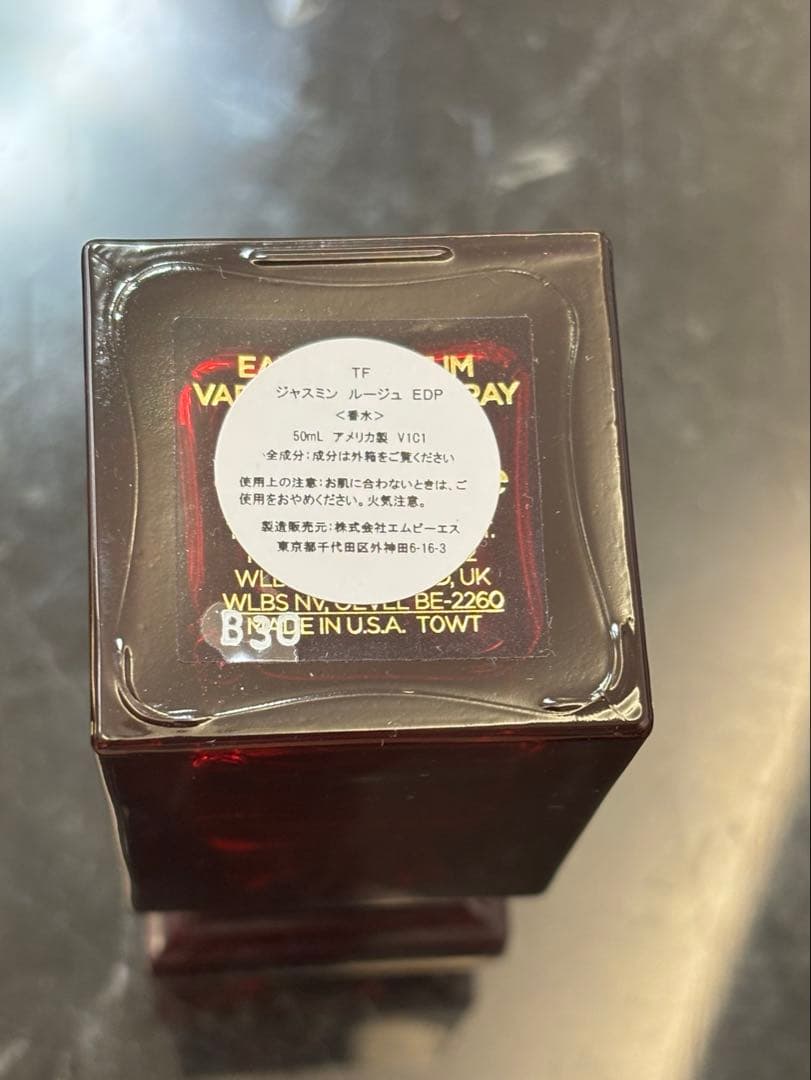 TF
ジャスミン ルージュ EDP
＜香水＞
50mL アメリカ製 V1C1
全成分：成分は外箱をご覧ください
使用上の注意：お肌に合わないときは、ご
使用をおやめください。火気注意。
製造販売元：株式会社エムピーエス
東京都千代田区外神田6-16-3
UK
WLBS NV, OEVEL BE-2260
MADE IN U.S.A. TOWT
B30